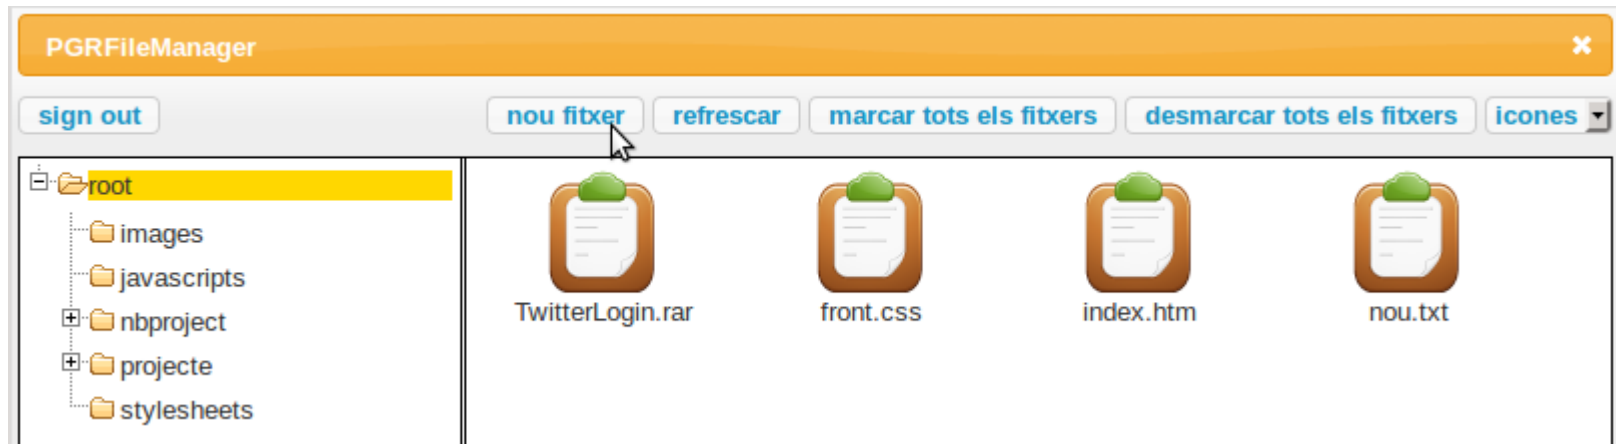 PGRFileManager
sign out
nou fitxer
refrescar
marcar tots els fitxers
desmarcar tots els fitxers
icones
root
images
javascripts
nbproject
projecte
stylesheets
TwitterLogin.rar
front.css
index.htm
nou.txt